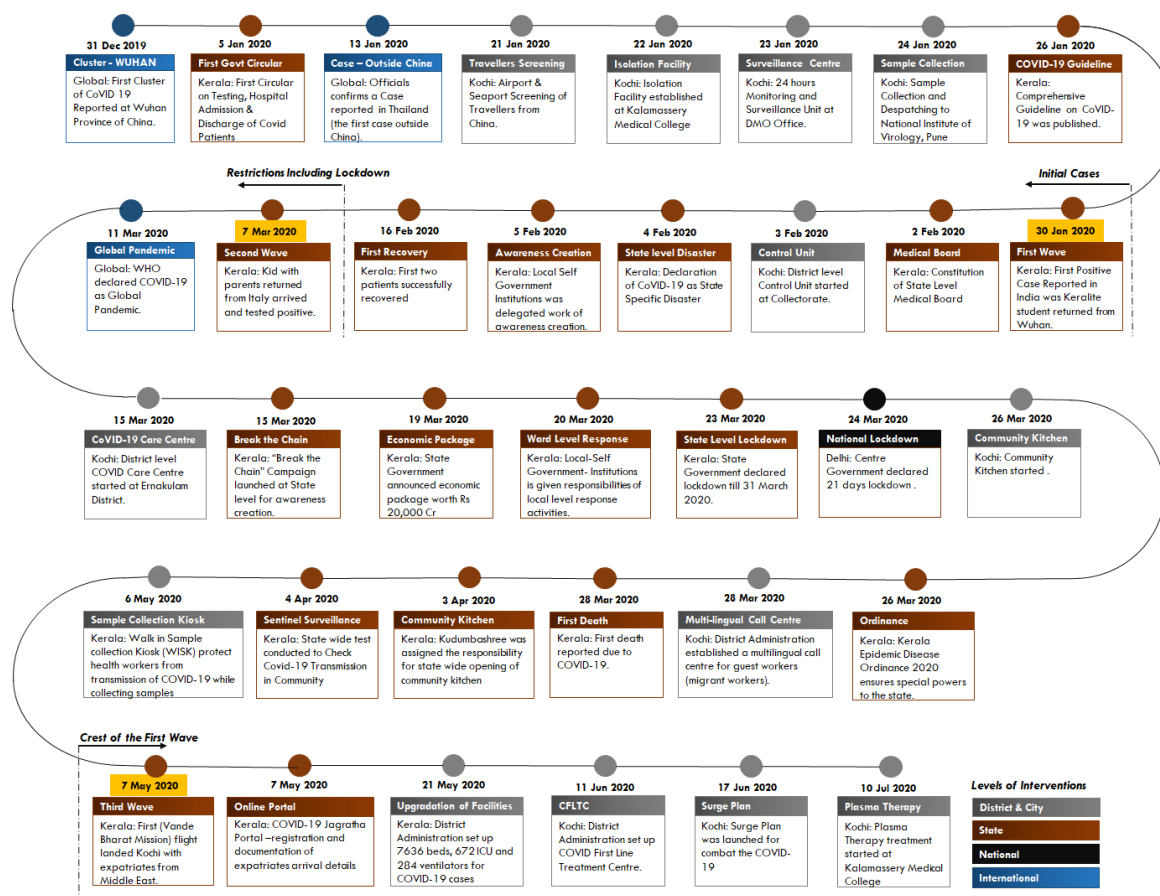 31 Dec 2019
Cluster - WUHAN
Global: First Cluster
of CoVID 19
Reported at Wuhan
Province of China.
5 Jan 2020
First Govt Circular
Kerala: First Circular
on Testing, Hospital
Admission &
Discharge of Covid
Patients
13 Jan 2020
Case – Outside China
Global: Officials
confirms a Case
reported in Thailand
(the first case outside
China).
21 Jan 2020
Travellers Screening
Kochi: Airport &
Seaport Screening of
Travellers from
China.
22 Jan 2020
Isolation Facility
Kochi: Isolation
Facility established
at Kalamassery
Medical College
23 Jan 2020
Surveillance Centre
Kochi: 24 hours
Monitoring and
Surveillance Unit at
DMO Office.
24 Jan 2020
Sample Collection
Kochi: Sample
Collection and
Despatching to
National Institute of
Virology, Pune
26 Jan 2020
COVID-19 Guideline
Kerala:
Comprehensive
Guideline on CoVID-
19 was published.
Restrictions Including Lockdown
Initial Cases
11 Mar 2020
Global Pandemic
Global: WHO
declared COVID-19
as Global
Pandemic.
7 Mar 2020
Second Wave
Kerala: Kid with
parents returned
from Italy arrived
and tested positive.
16 Feb 2020
First Recovery
Kerala: First two
patients successfully
recovered
5 Feb 2020
Awareness Creation
Kerala: Local Self
Government
Institutions was
delegated work of
awareness creation.
4 Feb 2020
State level Disaster
Kerala: Declaration
of CoVID-19 as State
Specific Disaster
3 Feb 2020
Control Unit
Kochi: District level
Control Unit started
at Collectorate.
2 Feb 2020
Medical Board
Kerala: Constitution
of State Level
Medical Board
30 Jan 2020
First Wave
Kerala: First Positive
Case Reported in
India was Keralite
student returned from
Wuhan.
15 Mar 2020
CoVID-19 Care Centre
Kochi: District level
COVID Care Centre
started at Ernakulam
District.
15 Mar 2020
Break the Chain
Kerala: "Break the
Chain" Campaign
launched at State
level for awareness
creation.
19 Mar 2020
Economic Package
Kerala: State
Government
announced economic
package worth Rs
20,000 Cr
20 Mar 2020
Ward Level Response
Kerala: Local-Self
Government- Institutions
is given responsibilities of
local level response
activities.
23 Mar 2020
State Level Lockdown
Kerala: State
Government declared
lockdown till 31 March
2020.
24 Mar 2020
National Lockdown
Delhi: Centre
Government declared
21 days lockdown .
26 Mar 2020
Community Kitchen
Kochi: Community
Kitchen started .
6 May 2020
Sample Collection Kiosk
Kerala: Walk in Sample
collection Kiosk (WISK) protect
health workers from
transmission of COVID-19 while
collecting samples
4 Apr 2020
Sentinel Surveillance
Kerala: State wide test
conducted to Check
Covid-19 Transmission
in Community
3 Apr 2020
Community Kitchen
Kerala: Kudumbashree was
assigned the responsibility
for state wide opening of
community kitchen
28 Mar 2020
First Death
Kerala: First death
reported due to
COVID-19.
28 Mar 2020
Multi-lingual Call Centre
Kochi: District Administration
established a multilingual call
centre for guest workers
(migrant workers).
26 Mar 2020
Ordinance
Kerala: Kerala
Epidemic Disease
Ordinance 2020
ensures special powers
to the state.
Crest of the First Wave
7 May 2020
Third Wave
Kerala: First (Vande
Bharat Mission) flight
landed Kochi with
expatriates from
Middle East.
7 May 2020
Online Portal
Kerala: COVID-19 Jagratha
Portal –registration and
documentation of
expatriates arrival details
21 May 2020
Upgradation of Facilities
Kerala: District
Administration set up
7636 beds, 672 ICU and
284 ventilators for
COVID-19 cases
11 Jun 2020
CFLTC
Kochi: District
Administration set up
COVID First Line
Treatment Centre.
17 Jun 2020
Surge Plan
Kochi: Surge Plan
was launched for
combat the COVID-
19
10 Jul 2020
Plasma Therapy
Kochi: Plasma
Therapy treatment
started at
Kalamassery Medical
College
Levels of Interventions
District & City
State
National
International